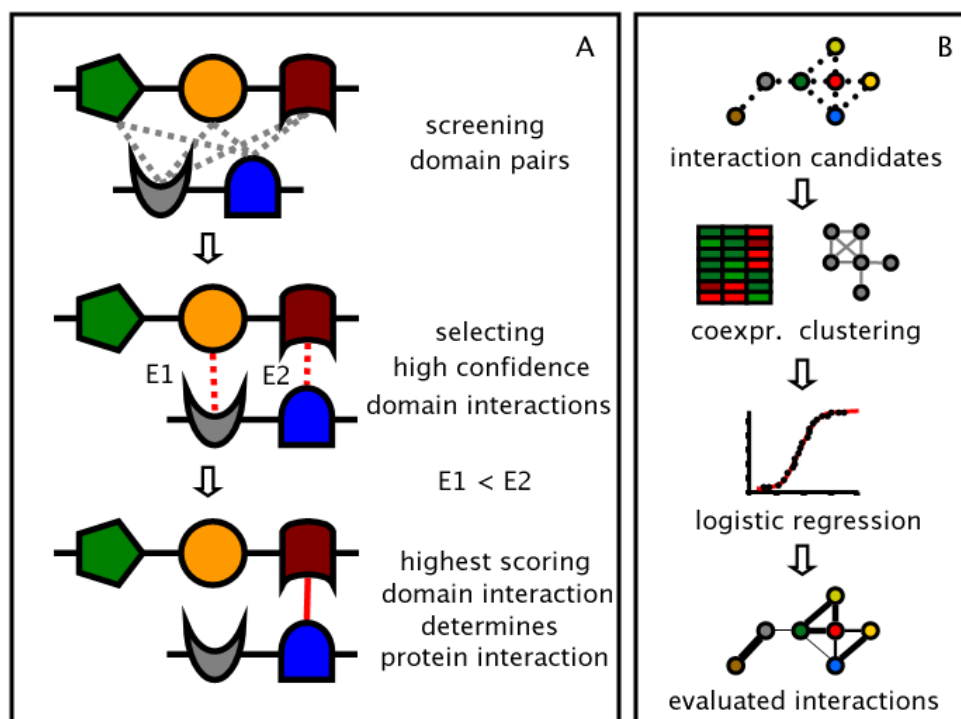 A
screening
domain pairs
E1
E2
selecting
high confidence
domain interactions
E1 < E2
highest scoring
domain interaction
determines
protein interaction
B
interaction candidates
coexpr. clustering
logistic regression
evaluated interactions